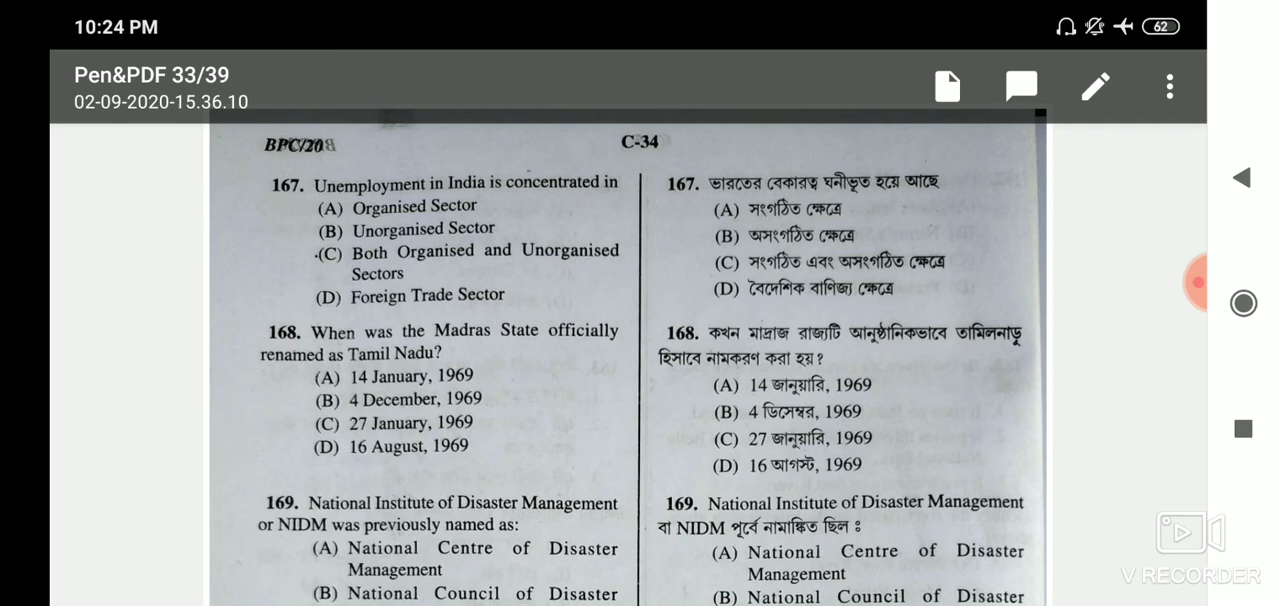 10:24 PM
62
Pen&PDF 33/39
02-09-2020-15.36.10
BPC/20
C-34
167. Unemployment in India is concentrated in
(A) Organised Sector
(B) Unorganised Sector
(C) Both Organised and Unorganised
Sectors
(D) Foreign Trade Sector
168. When was the Madras State officially
renamed as Tamil Nadu?
(A) 14 January, 1969
(B) 4 December, 1969
(C) 27 January, 1969
(D) 16 August, 1969
169. National Institute of Disaster Management
or NIDM was previously named as:
(A) National Centre of Disaster
Management
(B) National Council of Disaster
167. ভারতের বেকারত্ব ঘনীভূত হয়ে আছে
(A) সংগঠিত ক্ষেত্রে
(B) অসংগঠিত ক্ষেত্রে
(C) সংগঠিত এবং অসংগঠিত ক্ষেত্রে
(D) বৈদেশিক বাণিজ্য ক্ষেত্রে
168. কখন মাদ্রাজ রাজ্যটি আনুষ্ঠানিকভাবে তামিলনাড়ু
হিসাবে নামকরণ করা হয়?
(A) 14 জানুয়ারি, 1969
(B) 4 ডিসেম্বর, 1969
(C) 27 জানুয়ারি, 1969
(D) 16 আগস্ট, 1969
169. National Institute of Disaster Management
বা NIDM পূর্বে নামাঙ্কিত ছিল :
(A) National Centre of Disaster
Management
(B) National Council of Disaster
V RECORDER